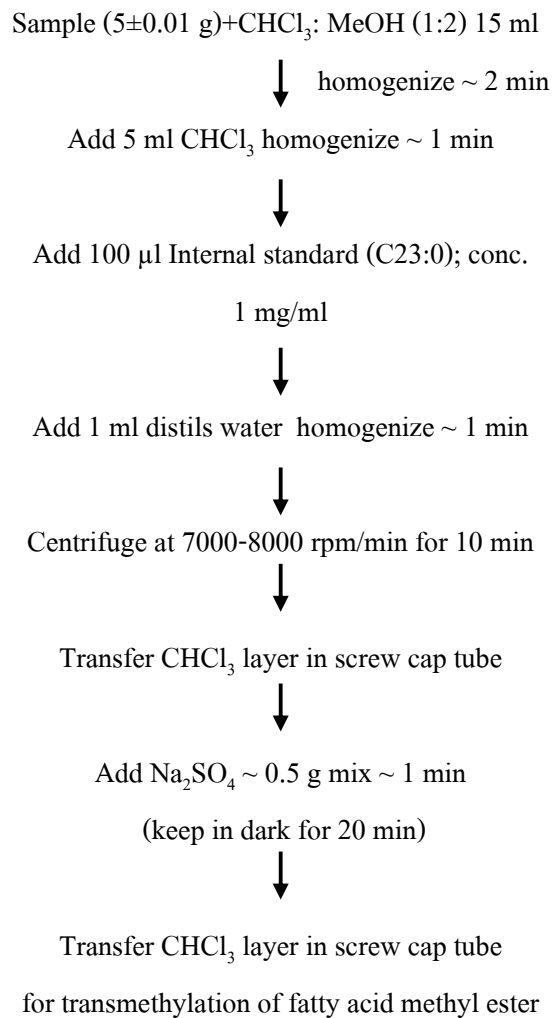 Sample (5±0.01 g)+CHCl₃: MeOH (1:2) 15 ml
homogenize ~ 2 min
Add 5 ml CHCl₃ homogenize ~ 1 min
Add 100 µl Internal standard (C23:0); conc.
1 mg/ml
Add 1 ml distils water homogenize ~ 1 min
Centrifuge at 7000-8000 rpm/min for 10 min
Transfer CHCl₃ layer in screw cap tube
Add Na₂SO₄ ~ 0.5 g mix ~ 1 min
(keep in dark for 20 min)
Transfer CHCl₃ layer in screw cap tube
for transmethylation of fatty acid methyl ester